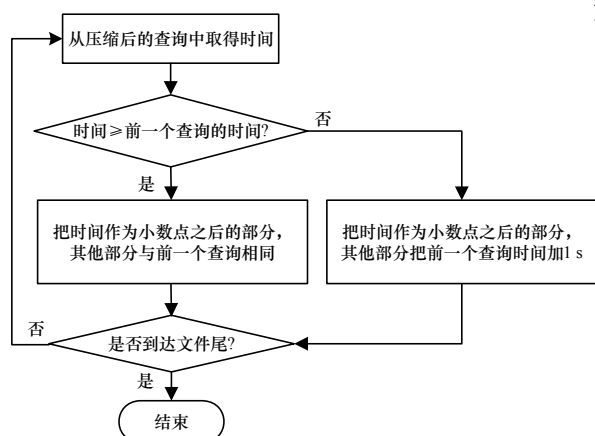 从压缩后的查询中取得时间
时间≥前一个查询的时间?
否
是
把时间作为小数点之后的部分,
其他部分与前一个查询相同
把时间作为小数点之后的部分,
其他部分把前一个查询时间加1 s
否
是否到达文件尾?
是
结束